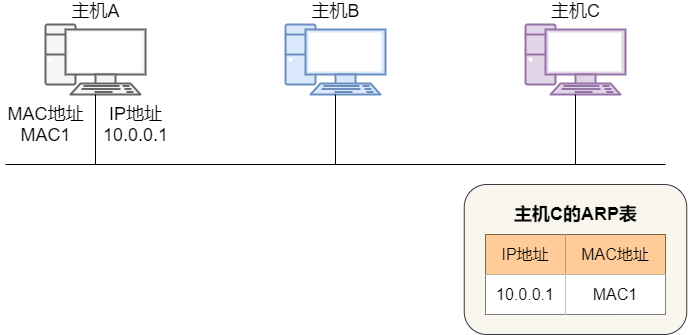 主机A
主机B
主机C
MAC地址
MAC1
IP地址
10.0.0.1
主机C的ARP表
IP地址 MAC地址
10.0.0.1 MAC1